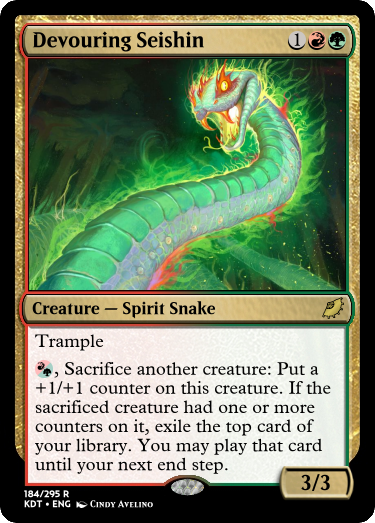 Devouring Seishin 1
Creature — Spirit Snake
Trample
, Sacrifice another creature: Put a
+1/+1 counter on this creature. If the
sacrificed creature had one or more
counters on it, exile the top card of
your library. You may play that card
until your next end step.
3/3
184/295 R
KDT • ENG Cindy Avelino